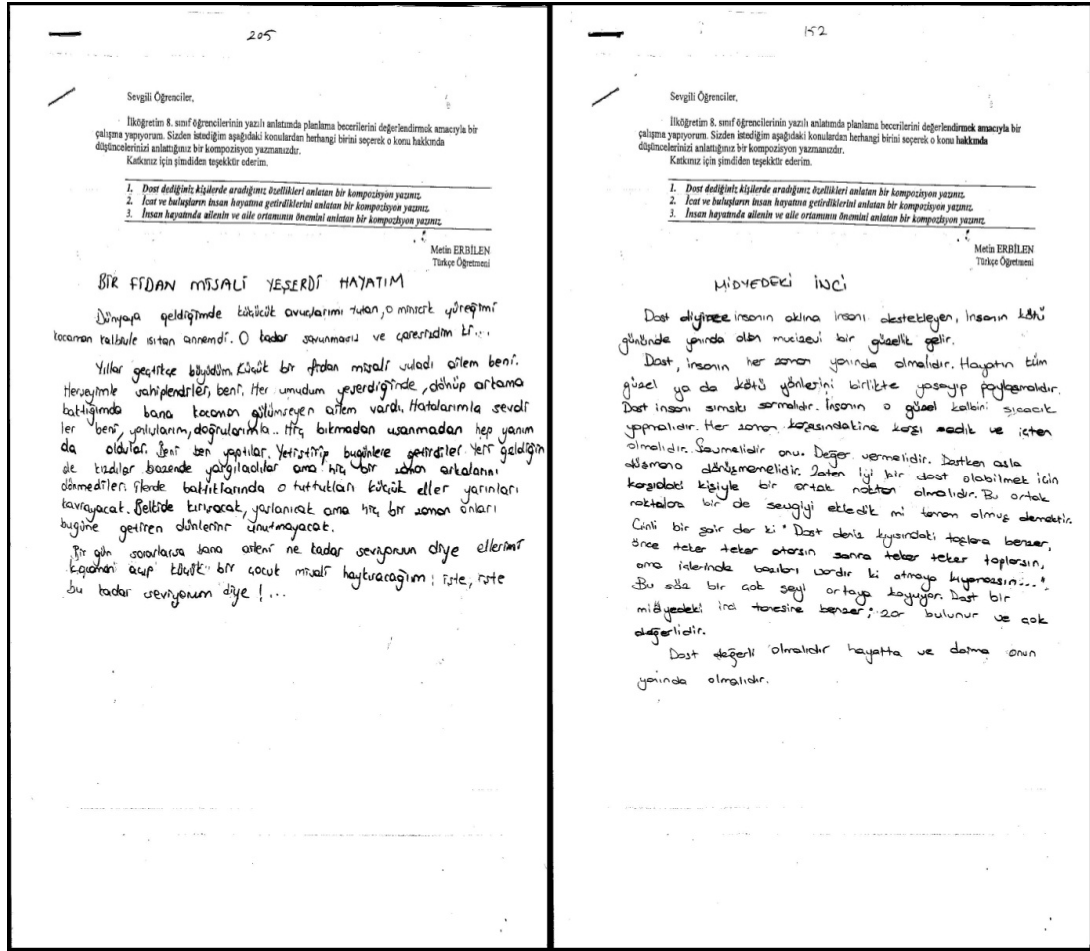 205
Sevgili Öğrenciler,
İlköğretim 8. sınıf öğrencilerinin yazılı anlatımda planlama becerilerini değerlendirmek amacıyla bir
çalışma yapıyorum. Sizden istediğim aşağıdaki konulardan herhangi birini seçerek o konu hakkında
düşüncelerinizi anlattığınız bir kompozisyon yazmanızdır.
Katkınız için şimdiden teşekkür ederim.
1. Dost dediğiniz kişilerde aradığınız özellikleri anlatan bir kompozisyon yazınız.
2. İcat ve buluşların insan hayatına getirdiklerini anlatan bir kompozisyon yazınız.
3. İnsan hayatında ailenin ve aile ortamının önemini anlatan bir kompozisyon yazınız.
Metin ERBİLEN
Türkçe Öğretmeni
BİR FİDAN MİSALİ YEŞERDİ HAYATIM
Dünyaya geldiğimde küçücük avuçlarımı tutan, o minicik yüreğimi
kocaman kalbiyle ısıtan annemdi. O kadar savunmasız ve çaresizdim ki...
Yıllar geçtikçe büyüdüm. Küçük bir fidan misali suladı ailem beni.
Herşeyimle sahiplendiler, beni. Her umudum yeşerdiğinde, dönüp arkama
baktığımda bana kocaman gülümseyen ailem vardı. Hatalarımla sevdi
ler beni, yanlışlarım, doğrularımla.. Hiç bıkmadan usanmadan hep yanım
da oldular. Beni ben yaptılar. Yetiştirip bugünlere getirdiler. Yeri geldiğin
de kızdılar bazende yargıladılar ama hiç bir zaman arkalarını
dönmediler. İlerde baktıklarında o tuttukları küçük eller yarınları
kavrayacak. Belkide kırılacak, yaslanıcak ama hiç bir zaman onları
bugüne getiren dünlerini unutmayacak.
Bir gün sorarlarsa bana aileni ne kadar seviyorsun diye ellerimi
kocaman açıp küçük bir çocuk misali haykıracağım; işte, işte
bu kadar seviyorum diye !...
152
Sevgili Öğrenciler,
İlköğretim 8. sınıf öğrencilerinin yazılı anlatımda planlama becerilerini değerlendirmek amacıyla bir
çalışma yapıyorum. Sizden istediğim aşağıdaki konulardan herhangi birini seçerek o konu hakkında
düşüncelerinizi anlattığınız bir kompozisyon yazmanızdır.
Katkınız için şimdiden teşekkür ederim.
1. Dost dediğiniz kişilerde aradığınız özellikleri anlatan bir kompozisyon yazınız.
2. İcat ve buluşların insan hayatına getirdiklerini anlatan bir kompozisyon yazınız.
3. İnsan hayatında ailenin ve aile ortamının önemini anlatan bir kompozisyon yazınız.
Metin ERBİLEN
Türkçe Öğretmeni
MİDYEDEKİ İNCİ
Dost diyince insanın aklına insanı destekleyen, insanın kötü
gününde yanında olan mucizevi bir güzellik gelir.
Dost, insanın her zaman yanında olmalıdır. Hayatın tüm
güzel ya da kötü yönlerini birlikte yaşayıp paylaşmalıdır.
Dost insanı sımsıkı sarmalıdır. İnsanın o güzel kalbini sıcacık
yapmalıdır. Her zaman karşısındakine karşı sadık ve içten
olmalıdır. Savmelidir onu. Değer vermelidir. Dostken asla
düşmana dönüşmemelidir. Zaten iyi bir dost olabilmek için
karşıdaki kişiyle bir ortak noktan olmalıdır. Bu ortak
noktalara bir de sevgiyi ekledik mi tamam olmuş demektir.
Çinli bir şair der ki "Dost deniz kıyısındaki taşlara benzer,
önce teker teker atarsın sonra teker teker toplarsın,
ama içlerinde bazıları vardır ki atmaya kıyamazsın..."
Bu söz bir çok şeyi ortaya koyuyor. Dost bir
midyedeki inci tanesine benzer; zor bulunur ve çok
değerlidir.
Dost değerli olmalıdır hayatta ve daima onun
yanında olmalıdır.